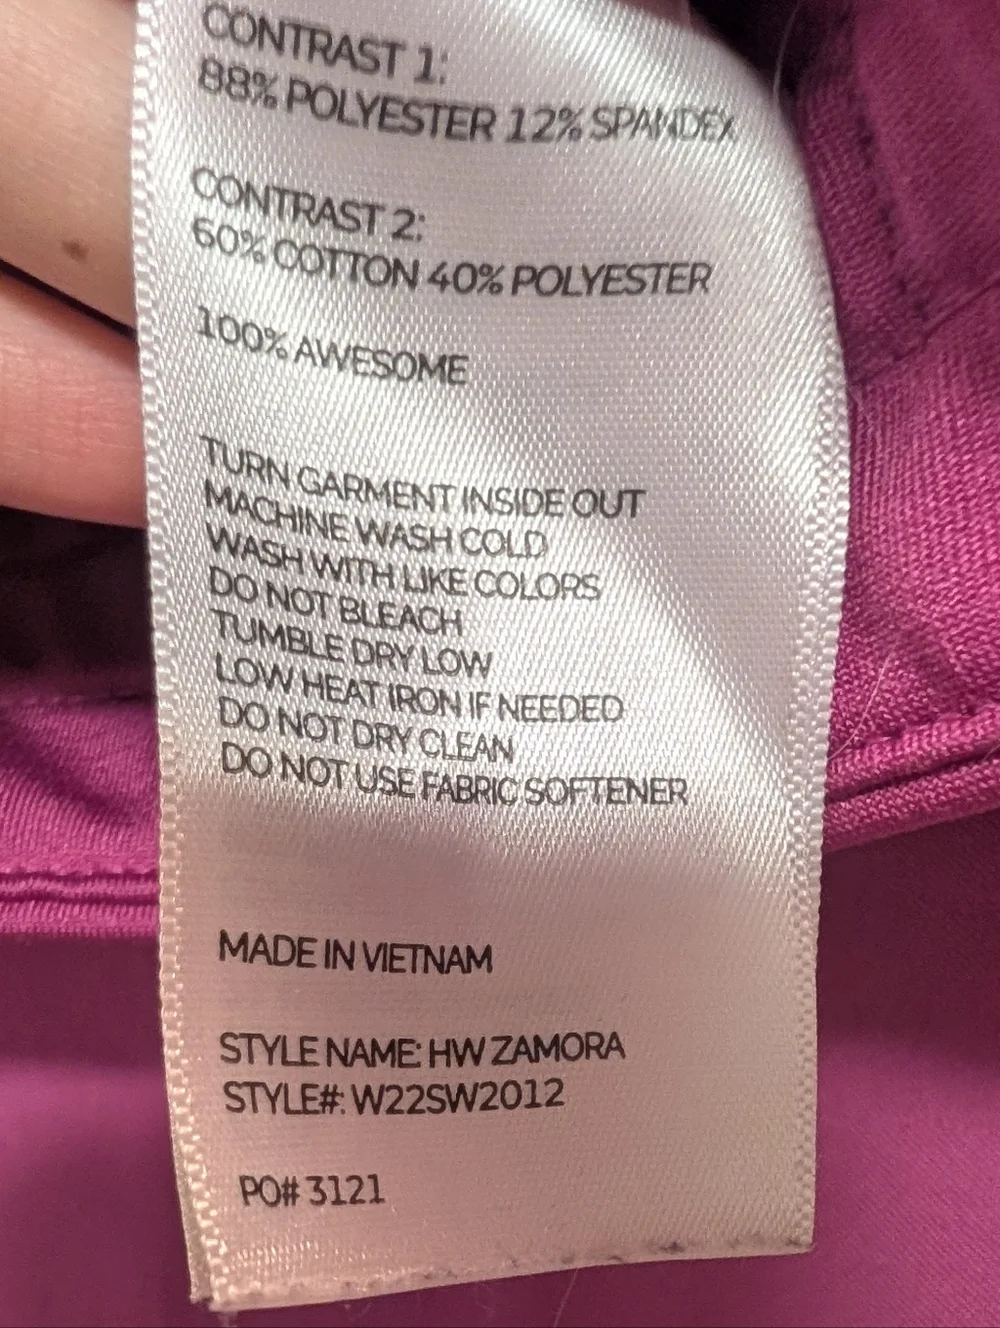 CONTRAST 1:
88% POLYESTER 12% SPANDEX
CONTRAST 2:
60% COTTON 40% POLYESTER
100% AWESOME
TURN GARMENT INSIDE OUT
MACHINE WASH COLD
WASH WITH LIKE COLORS
DO NOT BLEACH
TUMBLE DRY LOW
LOW HEAT IRON IF NEEDED
DO NOT DRY CLEAN
DO NOT USE FABRIC SOFTENER
MADE IN VIETNAM
STYLE NAME: HW ZAMORA
STYLE#: W22SW2012
PO# 3121